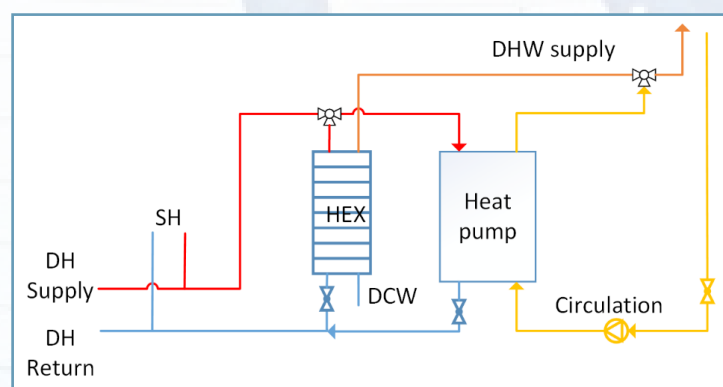 DHW supply
SH
HEX
Heat
pump
DH
Supply
DCW
Circulation
DH
Return